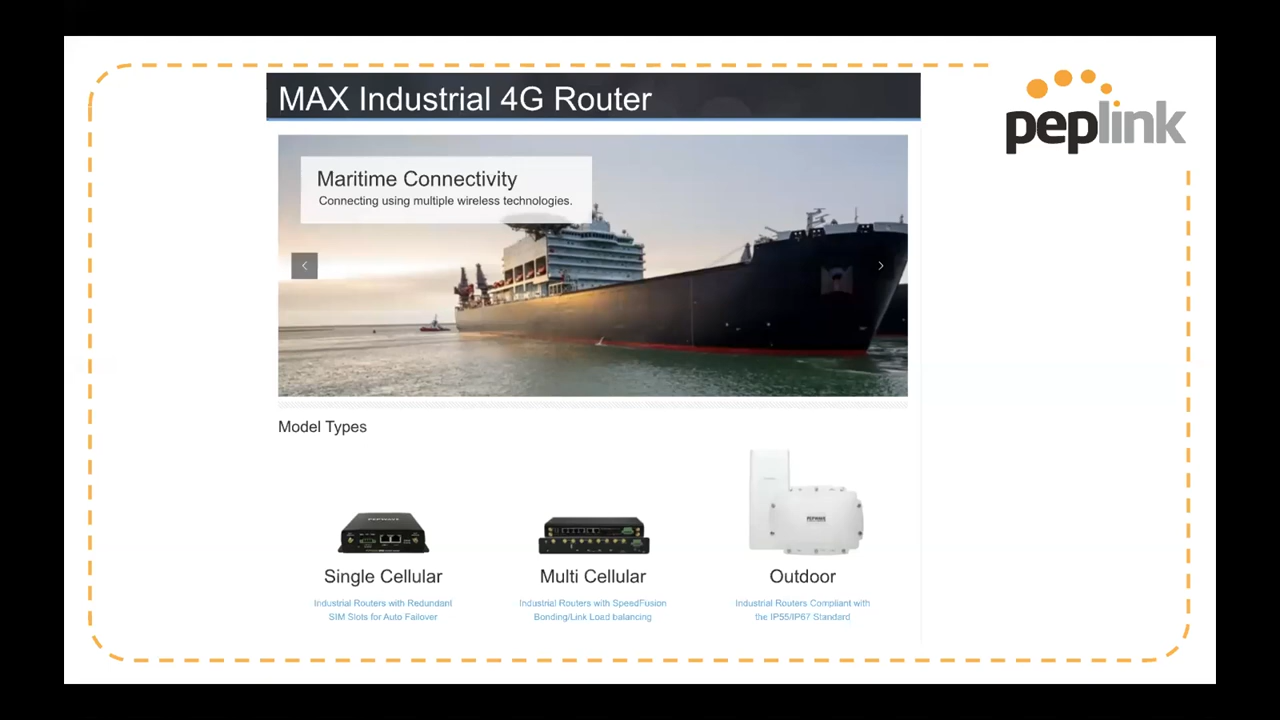 MAX Industrial 4G Router
peplink
Maritime Connectivity
Connecting using multiple wireless technologies.
Model Types
PEPWAVE
Single Cellular
Multi Cellular
Outdoor
Industrial Routers with Redundant
SIM Slots for Auto Failover
Industrial Routers with SpeedFusion
Bonding/Link Load balancing
Industrial Routers Compliant with
the IP55/IP67 Standard